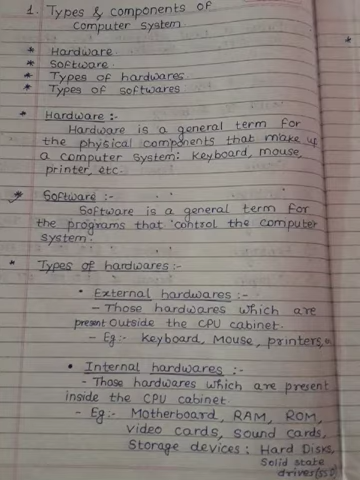 1. Types & components of
computer system.
* Hardware
* Software
* Types of hardwares
* Types of softwares
* Hardware :-
Hardware is a general term for
the physical components that make up
a computer system: keyboard, mouse,
printer, etc.
* Software :-
Software is a general term for
the programs that control the computer
system.
* Types of hardwares :-
• External hardwares :-
- Those hardwares which are
present outside the CPU cabinet.
- Eg:- keyboard, Mouse, printers,
• Internal hardwares :-
- Those hardwares which are present
inside the CPU cabinet
- Eg:- Motherboard, RAM, ROM,
video cards, sound cards,
Storage devices: Hard Disks,
Solid state
drives(SSD)